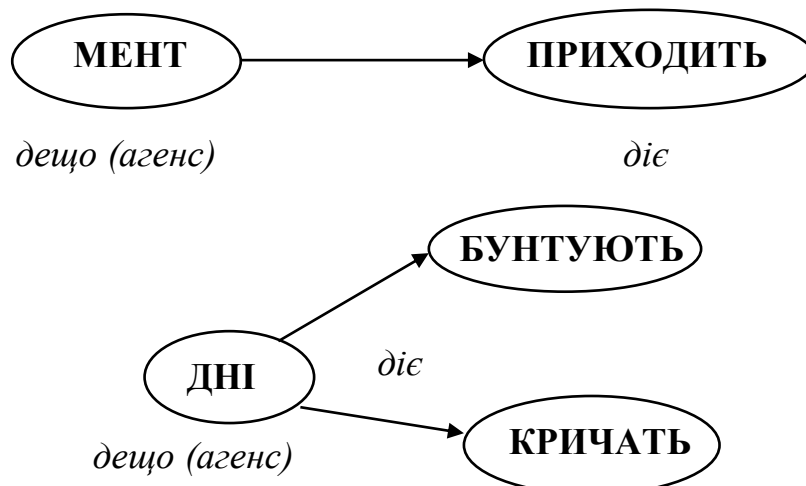 МЕНТ ПРИХОДИТЬ
дещо (агенс) діє
БУНТУЮТЬ
ДНІ діє
дещо (агенс) КРИЧАТЬ